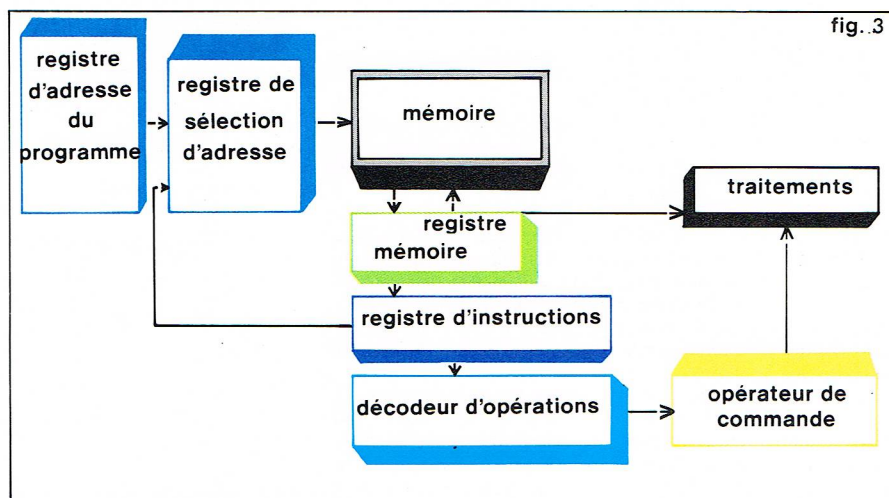 fig. 3
registre
d'adresse
du
programme
registre de
sélection
d'adresse
mémoire
traitements
registre
mémoire
registre d'instructions
décodeur d'opérations
opérateur de
commande